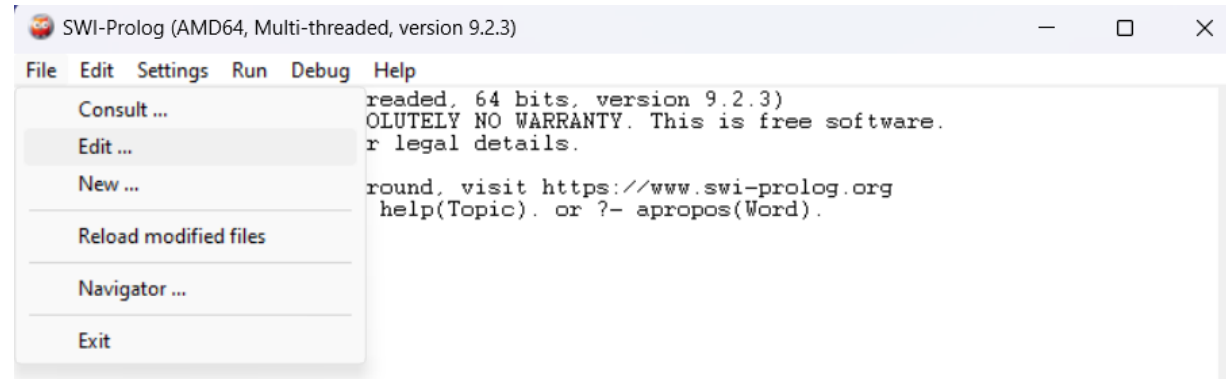 SWI-Prolog (AMD64, Multi-threaded, version 9.2.3)
File Edit Settings Run Debug Help
Consult ...
Edit ...
New ...
Reload modified files
Navigator ...
Exit
readed, 64 bits, version 9.2.3)
OLUTELY NO WARRANTY. This is free software.
r legal details.
round, visit https://www.swi-prolog.org
help(Topic). or ?- apropos(Word).